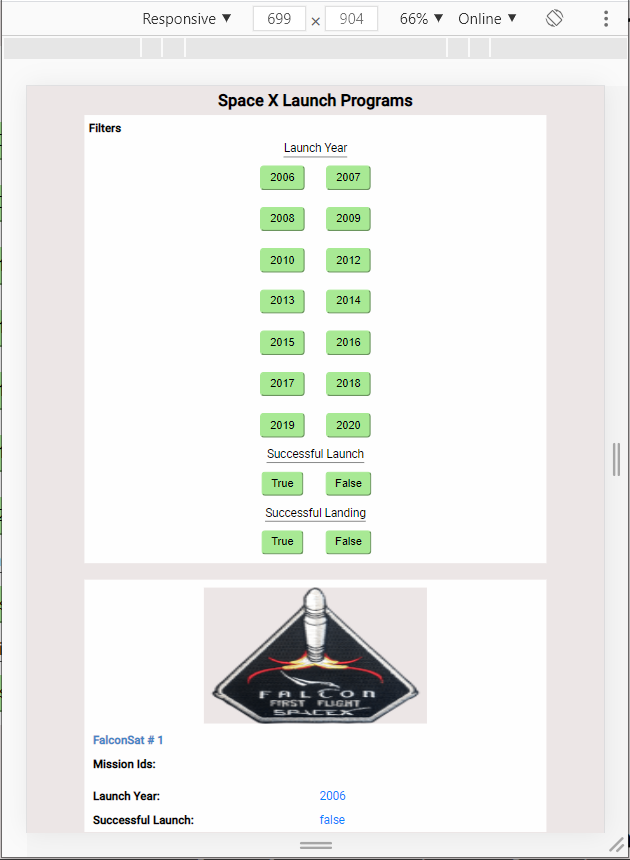 Responsive ▼ 699 × 904 66% ▼ Online ▼
Space X Launch Programs
Filters
Launch Year
2006 2007
2008 2009
2010 2012
2013 2014
2015 2016
2017 2018
2019 2020
Successful Launch
True False
Successful Landing
True False
FALCON
FIRST FLIGHT
SPACEX
FalconSat # 1
Mission Ids:
Launch Year: 2006
Successful Launch: false